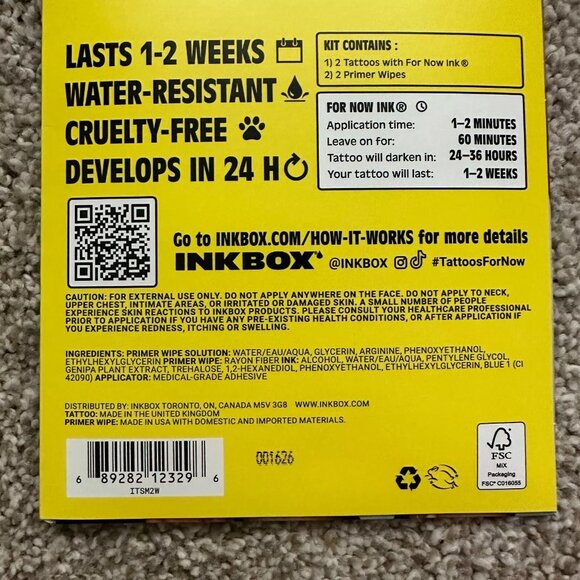 LASTS 1-2 WEEKS
WATER-RESISTANT
CRUELTY-FREE
DEVELOPS IN 24 H
KIT CONTAINS :
1) 2 Tattoos with For Now Ink®
2) 2 Primer Wipes
FOR NOW INK®
Application time: 1–2 MINUTES
Leave on for: 60 MINUTES
Tattoo will darken in: 24–36 HOURS
Your tattoo will last: 1–2 WEEKS
Go to INKBOX.COM/HOW-IT-WORKS for more details
INKBOX @INKBOX #TattoosForNow
CAUTION: FOR EXTERNAL USE ONLY. DO NOT APPLY ANYWHERE ON THE FACE. DO NOT APPLY TO NECK,
UPPER CHEST, INTIMATE AREAS, OR IRRITATED OR DAMAGED SKIN. A SMALL NUMBER OF PEOPLE
EXPERIENCE SKIN REACTIONS TO INKBOX PRODUCTS. PLEASE CONSULT YOUR HEALTHCARE PROFESSIONAL
PRIOR TO APPLICATION IF YOU HAVE ANY PRE-EXISTING HEALTH CONDITIONS, OR AFTER APPLICATION IF
YOU EXPERIENCE REDNESS, ITCHING OR SWELLING.
INGREDIENTS: PRIMER WIPE SOLUTION: WATER/EAU/AQUA, GLYCERIN, ARGININE, PHENOXYETHANOL,
ETHYLHEXYLGLYCERIN PRIMER WIPE: RAYON FIBER INK: ALCOHOL, WATER/EAU/AQUA, PENTYLENE GLYCOL,
GENIPA PLANT EXTRACT, TREHALOSE, 1,2-HEXANEDIOL, PHENOXYETHANOL, ETHYLHEXYLGLYCERIN, BLUE 1 (CI
42090) APPLICATOR: MEDICAL-GRADE ADHESIVE
DISTRIBUTED BY: INKBOX TORONTO, ON, CANADA M5V 3G8 WWW.INKBOX.COM
TATTOO: MADE IN THE UNITED KINGDOM
PRIMER WIPE: MADE IN USA WITH DOMESTIC AND IMPORTED MATERIALS.
6 89282 12329 6
ITSM2W
001626
FSC
MIX
Packaging
FSC® C016055